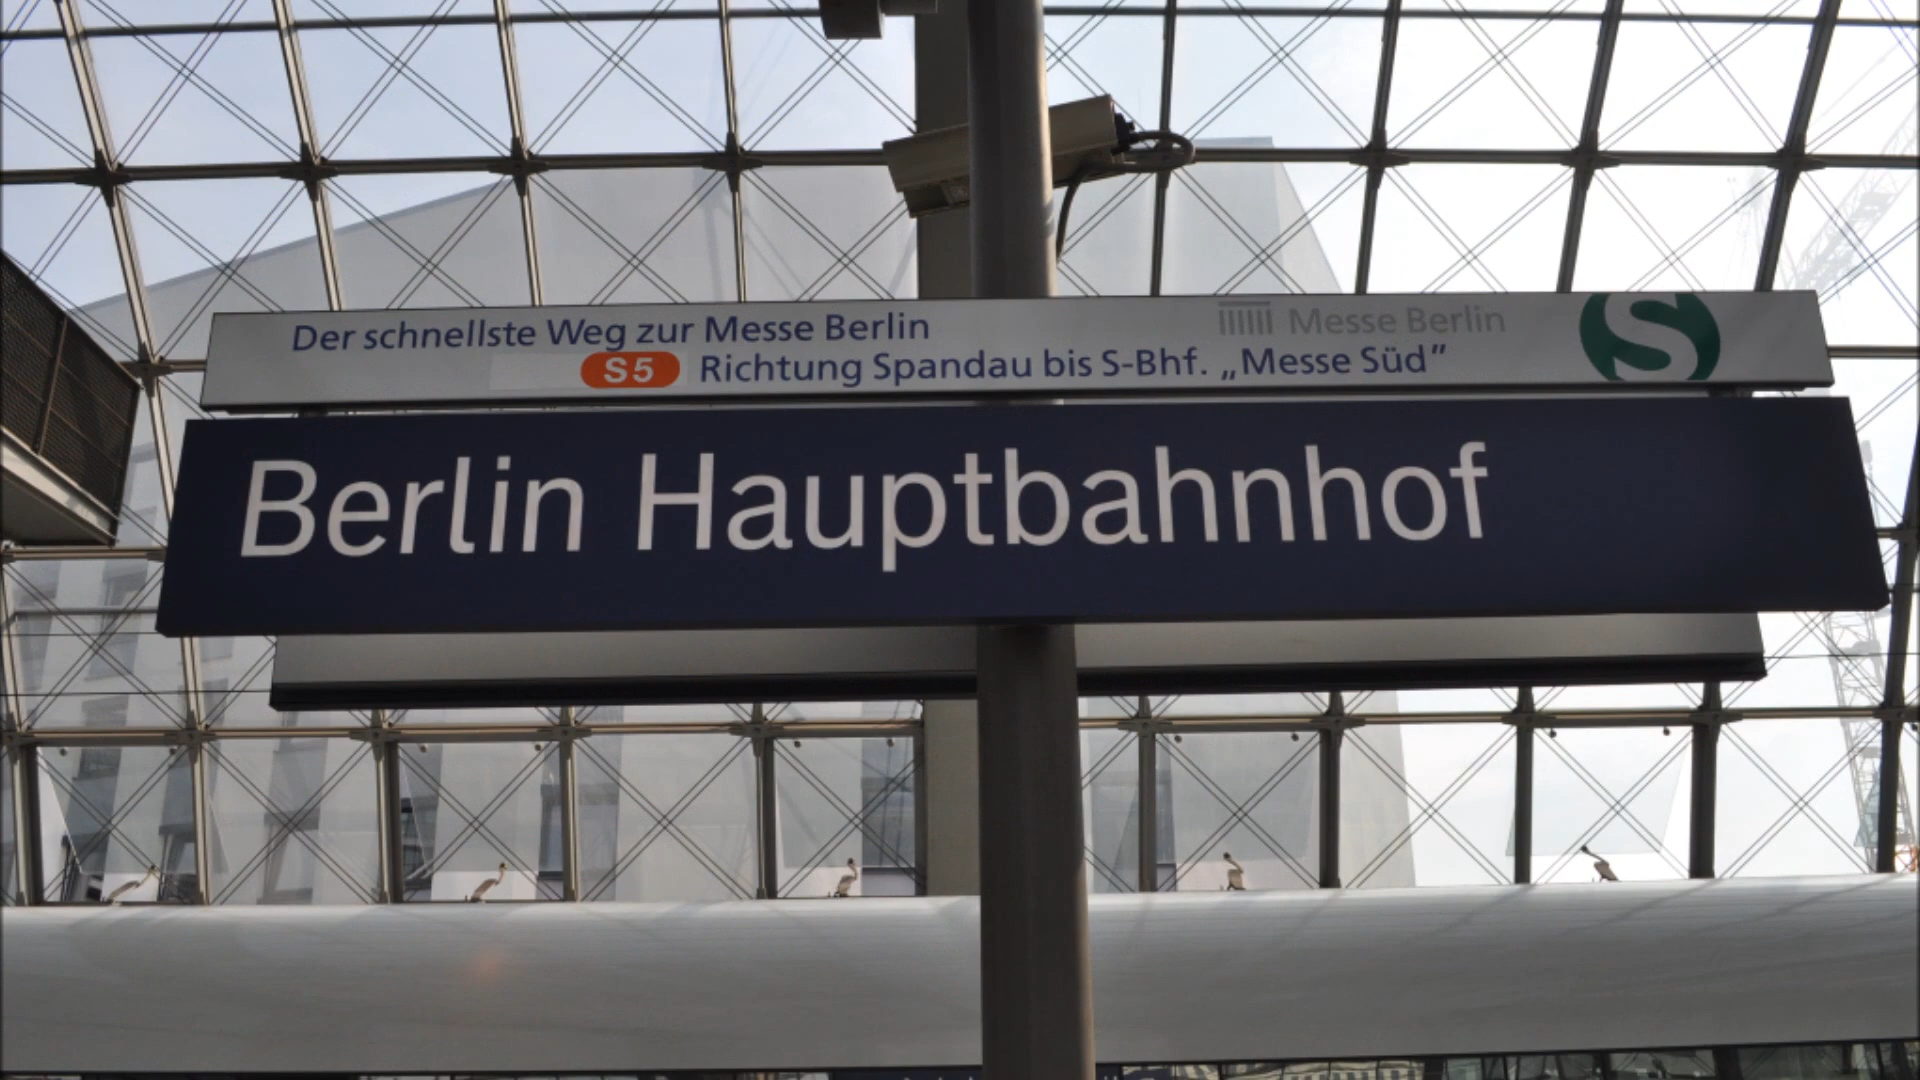 Der schnellste Weg zur Messe Berlin
Messe Berlin
S5 Richtung Spandau bis S-Bhf. „Messe Süd”
S
Berlin Hauptbahnhof